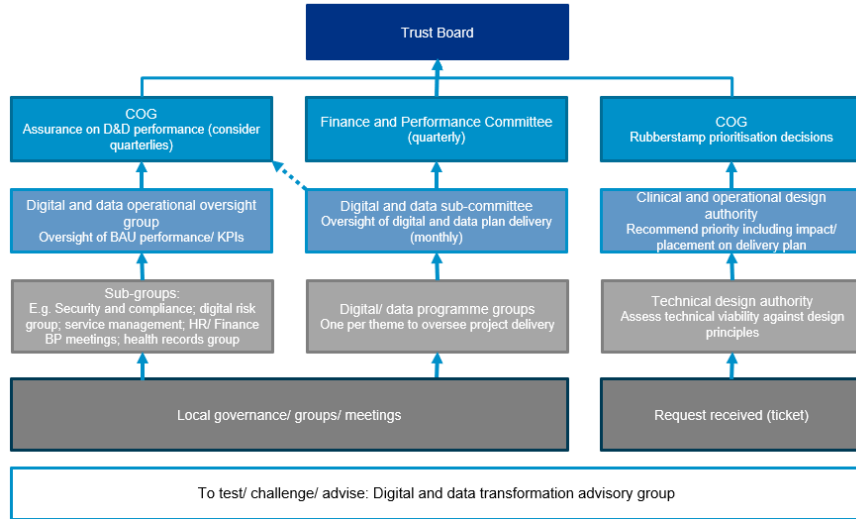 Trust Board
COG
Assurance on D&D performance (consider
quarterlies)
Finance and Performance Committee
(quarterly)
COG
Rubberstamp prioritisation decisions
Digital and data operational oversight
group
Oversight of BAU performance/ KPIs
Digital and data sub-committee
Oversight of digital and data plan delivery
(monthly)
Clinical and operational design
authority
Recommend priority including impact/
placement on delivery plan
Sub-groups:
E.g. Security and compliance; digital risk
group; service management; HR/ Finance
BP meetings; health records group
Digital/ data programme groups
One per theme to oversee project delivery
Technical design authority
Assess technical viability against design
principles
Local governance/ groups/ meetings
Request received (ticket)
To test/ challenge/ advise: Digital and data transformation advisory group